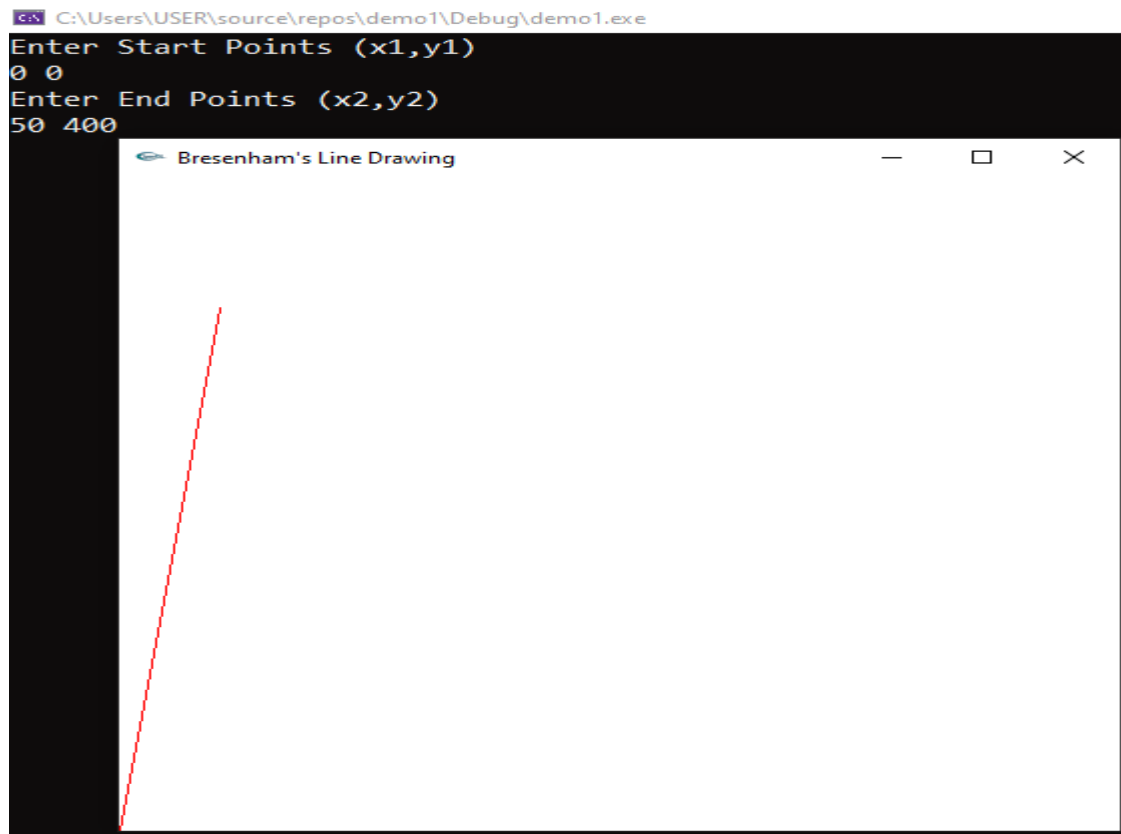 C:\Users\USER\source\repos\demo1\Debug\demo1.exe
Enter Start Points (x1,y1)
0 0
Enter End Points (x2,y2)
50 400
Bresenham's Line Drawing